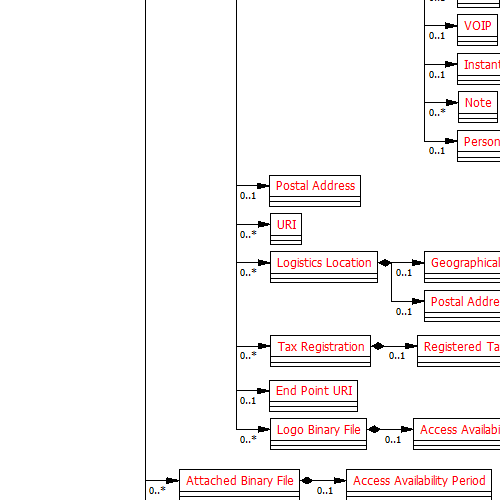 0..1
VOIP
0..1
Instant
0..1
Note
0..*
Person
0..1
Postal Address
0..1
URI
0..*
Logistics Location
0..*
0..1
Geographical
Postal Addre
0..1
Tax Registration
0..*
0..1
Registered Ta
End Point URI
0..1
Logo Binary File
0..*
0..1
Access Availabi
Attached Binary File
0..*
0..1
Access Availability Period